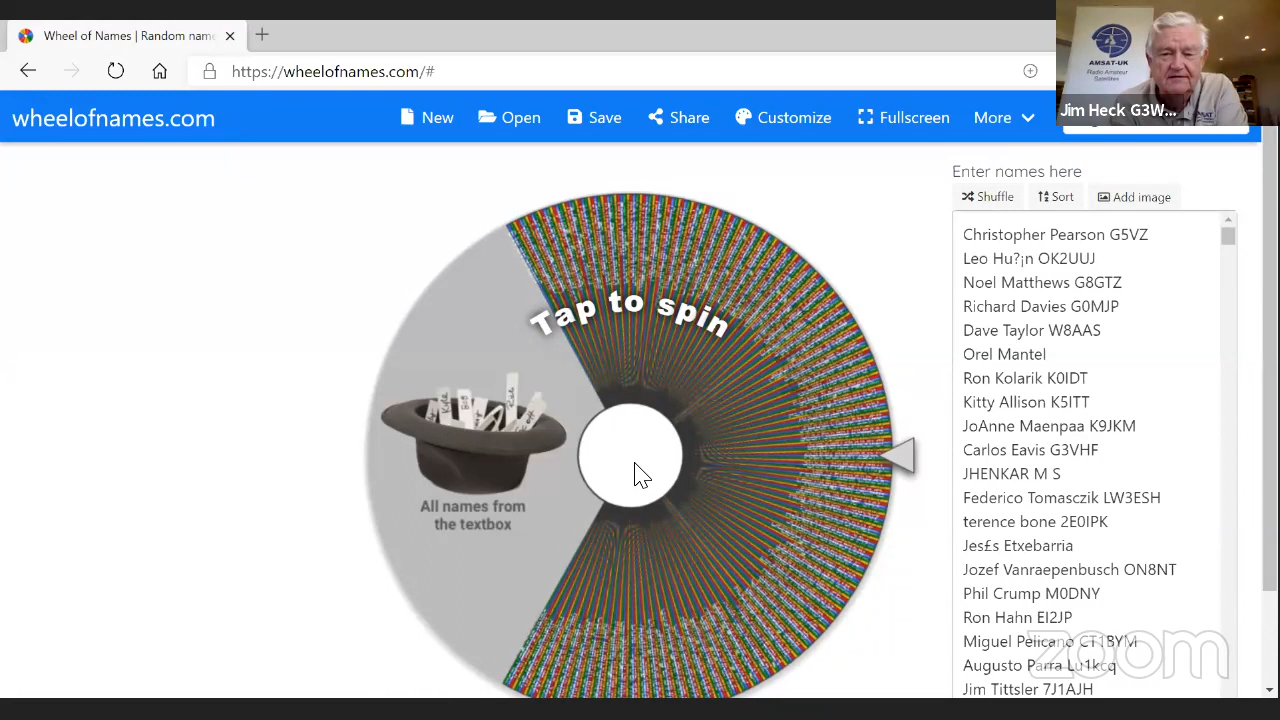 Wheel of Names | Random name
https://wheelofnames.com/#
AMSAT-UK
Radio Amateur
Satellites
Jim Heck G3W...
wheelofnames.com
New
Open
Save
Share
Customize
Fullscreen
More
Enter names here
Shuffle
Sort
Add image
Tap to spin
All names from
the textbox
Christopher Pearson G5VZ
Leo Hu?¡n OK2UUJ
Noel Matthews G8GTZ
Richard Davies G0MJP
Dave Taylor W8AAS
Orel Mantel
Ron Kolarik K0IDT
Kitty Allison K5ITT
JoAnne Maenpaa K9JKM
Carlos Eavis G3VHF
JHENKAR M S
Federico Tomasczik LW3ESH
terence bone 2E0IPK
Jes£s Etxebarria
Jozef Vanraepenbusch ON8NT
Phil Crump M0DNY
Ron Hahn EI2JP
Miguel Pelicano CT1BYM
Augusto Parra Lu1kcq
Jim Tittsler 7J1AJH
zoom